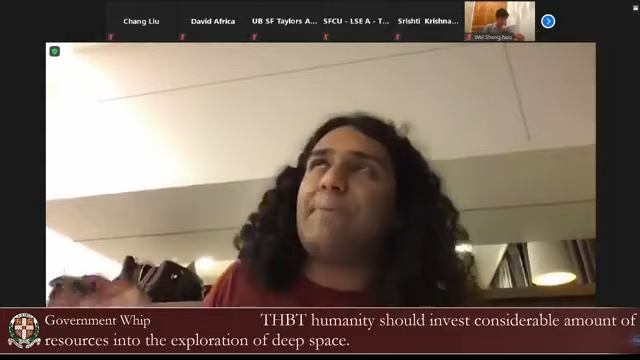 Chang Liu
David Africa
UB SF Taylors A...
SFCU - LSE A - T...
Srishti Krishna...
Wei Sheng Neo
Government Whip
THBT humanity should invest considerable amount of
resources into the exploration of deep space.